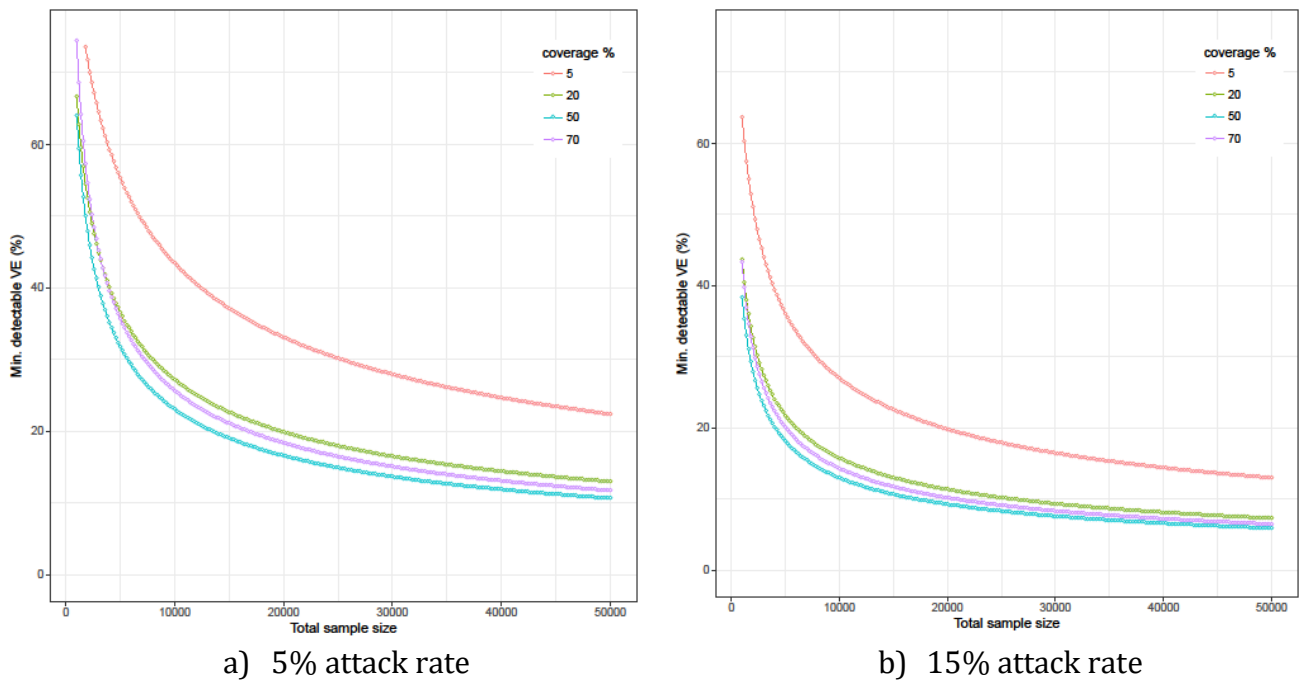 coverage %
5
20
50
70
Min. detectable VE (%)
60
40
20
0
0 10000 20000 30000 40000 50000
Total sample size
a) 5% attack rate
coverage %
5
20
50
70
Min. detectable VE (%)
60
40
20
0
0 10000 20000 30000 40000 50000
Total sample size
b) 15% attack rate